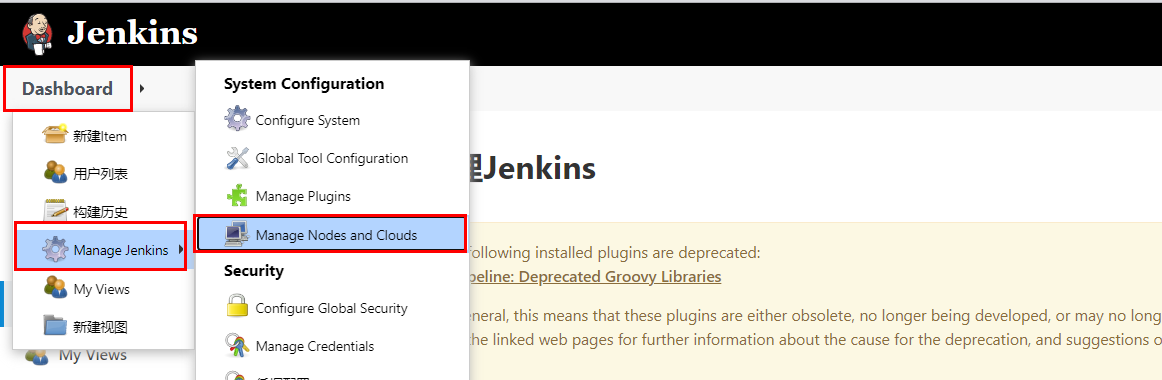 Jenkins
Dashboard
新建Item
用户列表
构建历史
Manage Jenkins
My Views
新建视图
My Views
System Configuration
Configure System
Global Tool Configuration
Manage Plugins
Manage Nodes and Clouds
Security
Configure Global Security
Manage Credentials
理Jenkins
following installed plugins are deprecated:
peline: Deprecated Groovy Libraries
eneral, this means that these plugins are either obsolete, no longer being developed, or may no long
the linked web pages for further information about the cause for the deprecation, and suggestions o